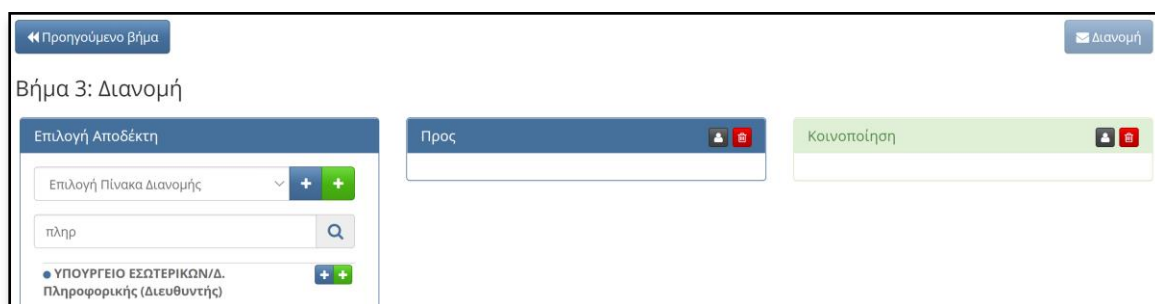 Προηγούμενο βήμα
Διανομή
Βήμα 3: Διανομή
Επιλογή Αποδέκτη
Προς
Κοινοποίηση
Επιλογή Πίνακα Διανομής
πληρ
ΥΠΟΥΡΓΕΙΟ ΕΣΩΤΕΡΙΚΩΝ/Δ.
Πληροφορικής (Διευθυντής)